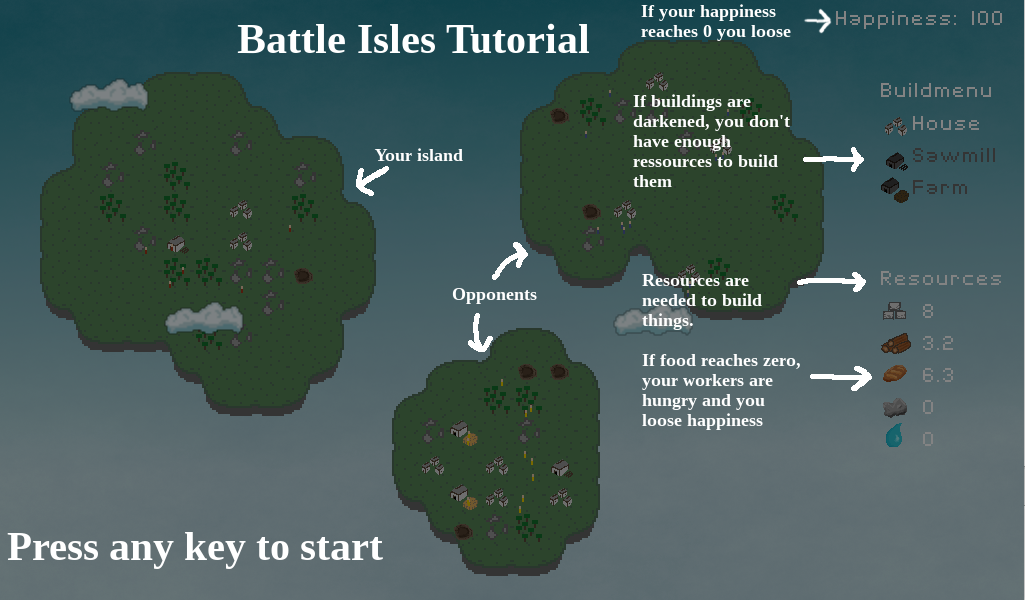 Battle Isles Tutorial
If your happiness
reaches 0 you loose
Happiness: 100
Your island
If buildings are
darkened, you don't
have enough
ressources to build
them
Buildmenu
House
Sawmill
Farm
Opponents
Resources are
needed to build
things.
If food reaches zero,
your workers are
hungry and you
loose happiness
Resources
8
3.2
6.3
0
0
Press any key to start